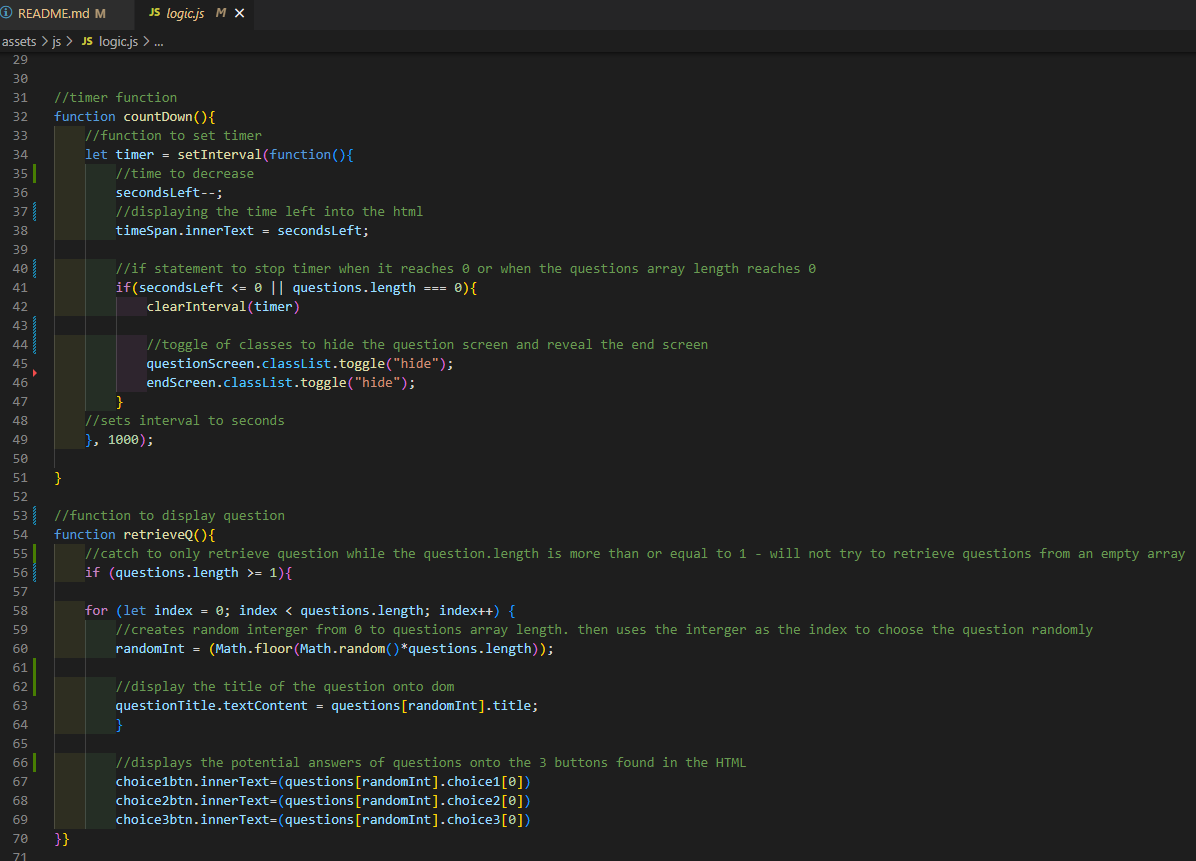 README.md M JS logic.js M ×
assets > js > JS logic.js > ...
29
30
31 //timer function
32 function countDown(){
33 //function to set timer
34 let timer = setInterval(function(){
35 //time to decrease
36 secondsLeft--;
37 //displaying the time left into the html
38 timeSpan.innerText = secondsLeft;
39
40 //if statement to stop timer when it reaches 0 or when the questions array length reaches 0
41 if(secondsLeft <= 0 || questions.length === 0){
42 clearInterval(timer)
43
44 //toggle of classes to hide the question screen and reveal the end screen
45 questionScreen.classList.toggle("hide");
46 endScreen.classList.toggle("hide");
47 }
48 //sets interval to seconds
49 }, 1000);
50
51 }
52
53 //function to display question
54 function retrieveQ(){
55 //catch to only retrieve question while the question.length is more than or equal to 1 - will not try to retrieve questions from an empty array
56 if (questions.length >= 1){
57
58 for (let index = 0; index < questions.length; index++) {
59 //creates random interger from 0 to questions array length. then uses the interger as the index to choose the question randomly
60 randomInt = (Math.floor(Math.random()*questions.length));
61
62 //display the title of the question onto dom
63 questionTitle.textContent = questions[randomInt].title;
64 }
65
66 //displays the potential answers of questions onto the 3 buttons found in the HTML
67 choice1btn.innerText=(questions[randomInt].choice1[0])
68 choice2btn.innerText=(questions[randomInt].choice2[0])
69 choice3btn.innerText=(questions[randomInt].choice3[0])
70 }}
71